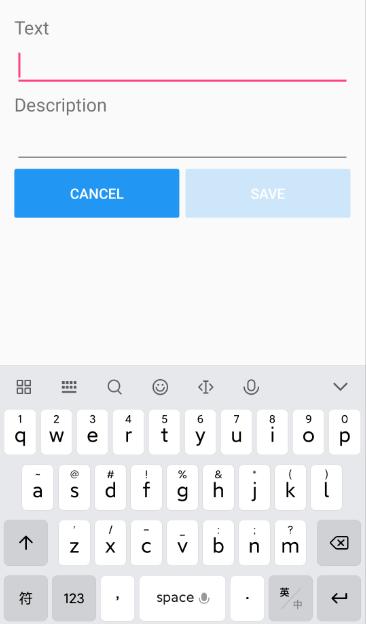 Text
Description
CANCEL SAVE
1 2 3 4 5 6 7 8 9 0
q w e r t y u i o p
~ @ # ! % & * ( )
a s d f g h j k l
' / - _ : ; ?
z x c v b n m
符 123 , space . 英/中